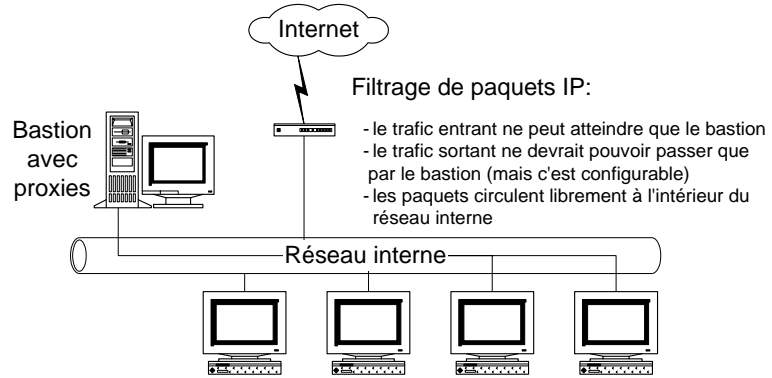 Internet
Filtrage de paquets IP:
- le trafic entrant ne peut atteindre que le bastion
- le trafic sortant ne devrait pouvoir passer que
par le bastion (mais c'est configurable)
- les paquets circulent librement à l'intérieur du
réseau interne
Bastion
avec
proxies
Réseau interne